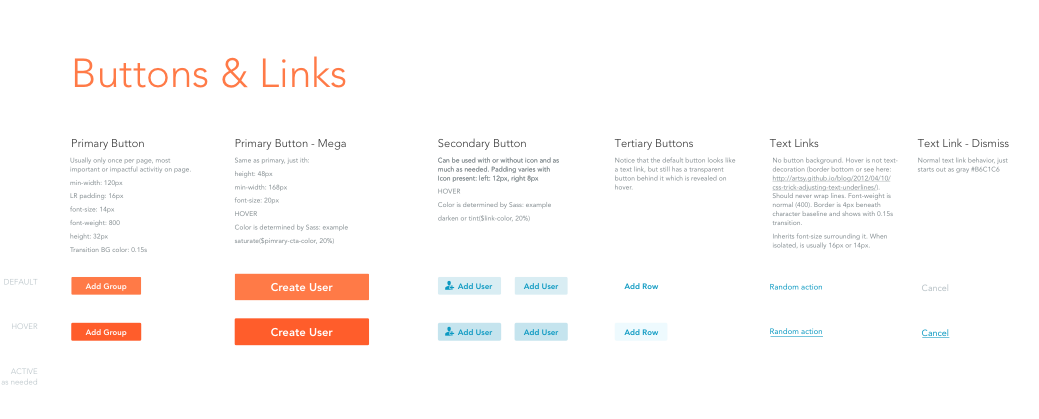 Buttons & Links
Primary Button
Usually only once per page, most
important or impactful activitiy on page.
min-width: 120px
LR padding: 16px
font-size: 14px
font-weight: 800
height: 32px
Transition BG color: 0.15s
Primary Button - Mega
Same as primary, just ith:
height: 48px
min-width: 168px
font-size: 20px
HOVER
Color is determined by Sass: example
saturate($pimrary-cta-color, 20%)
Secondary Button
Can be used with or without icon and as
much as needed. Padding varies with
Icon present: left: 12px, right 8px
HOVER
Color is determined by Sass: example
darken or tint($link-color, 20%)
Tertiary Buttons
Notice that the default button looks like
a text link, but still has a transparent
button behind it which is revealed on
hover.
Text Links
No button background. Hover is not text-
decoration (border bottom or see here:
http://artsy.github.io/blog/2012/04/10/
css-trick-adjusting-text-underlines/).
Should never wrap lines. Font-weight is
normal (400). Border is 4px beneath
character baseline and shows with 0.15s
transition.
Inherits font-size surrounding it. When
isolated, is usually 16px or 14px.
Text Link - Dismiss
Normal text link behavior, just
starts out as gray #B6C1C6
DEFAULT
Add Group
Create User
Add User
Add User
Add Row
Random action
Cancel
HOVER
Add Group
Create User
Add User
Add User
Add Row
Random action
Cancel
ACTIVE
as needed